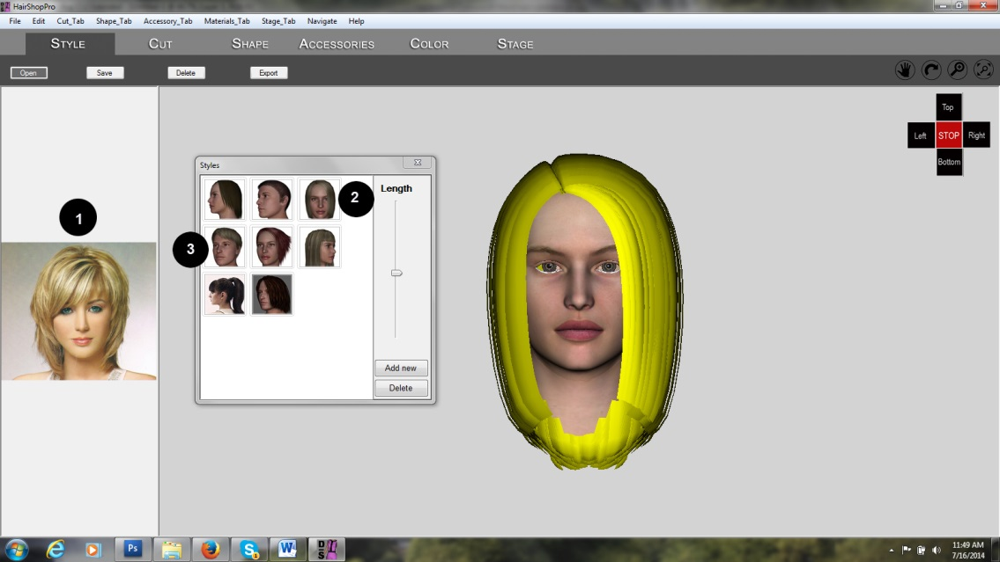 HairShopPro
File Edit Cut_Tab Shape_Tab Accessory_Tab Materials_Tab Stage_Tab Navigate Help
STYLE CUT SHAPE ACCESSORIES COLOR STAGE
Open Save Delete Export
Top
Left STOP Right
Bottom
Styles
Length
2
1
3
Add new
Delete
Ps
S
1
W
D
S
11:49 AM
7/16/2014